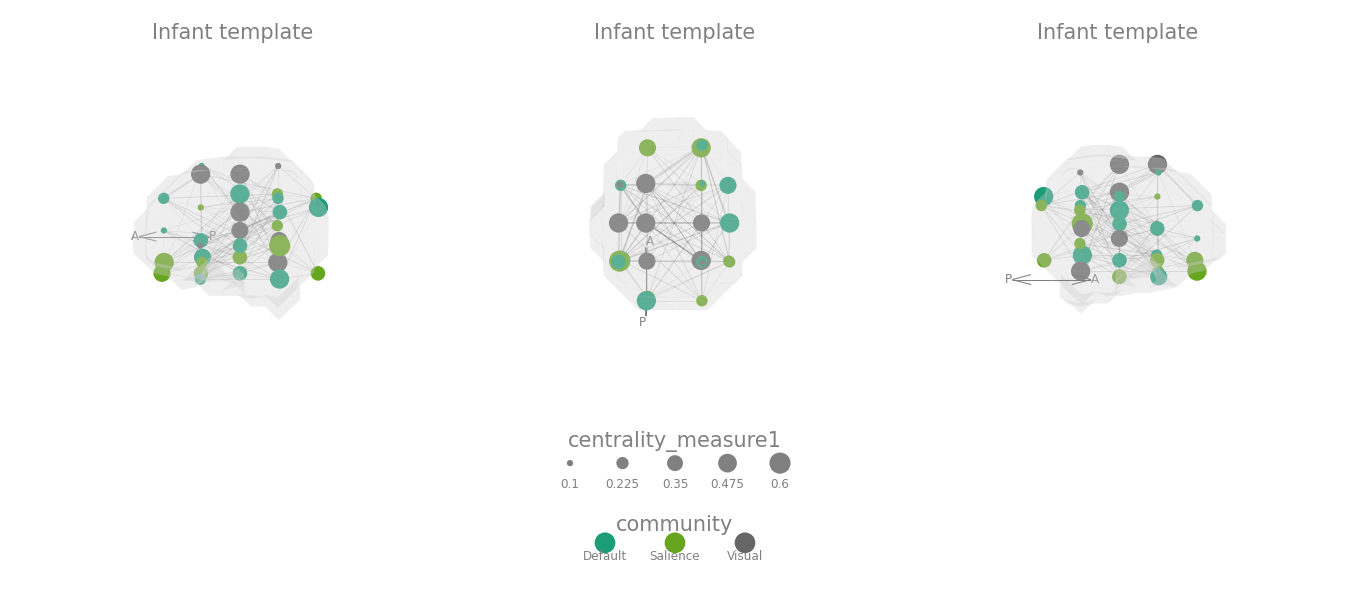 Infant template Infant template Infant template
A P
A
P
P A
centrality_measure1
0.1 0.225 0.35 0.475 0.6
community
Default Salience Visual